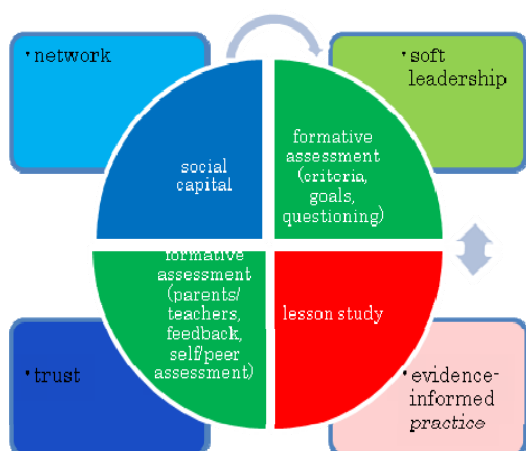 • network
• soft
leadership
social
capital
formative
assessment
(criteria,
goals,
questioning)
formative
assessment
(parents/
teachers,
feedback,
self/peer
assessment)
lesson study
• trust
• evidence-
informed
practice